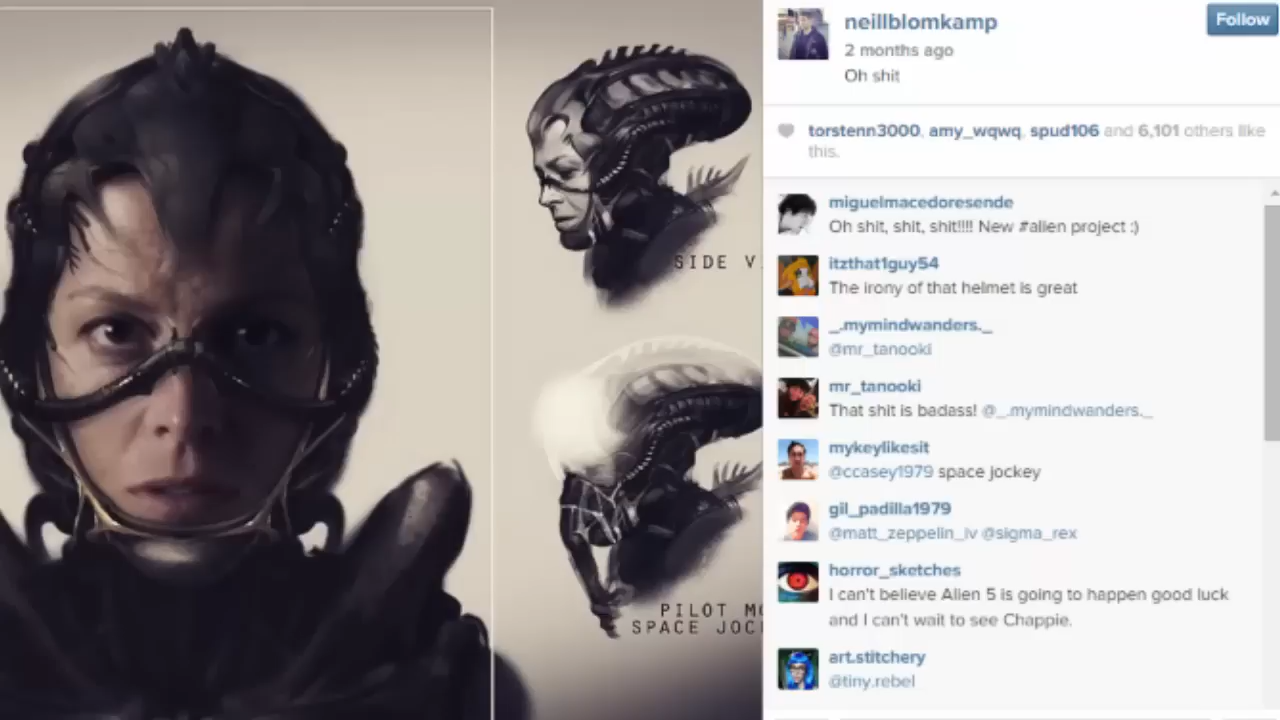 SIDE V
PILOT MO
SPACE JOC
neillblomkamp
Follow
2 months ago
Oh shit
torstenn3000, amy_wqwq, spud106 and 6,101 others like
this.
miguelmacedoresende
Oh shit, shit, shit!!!! New #alien project :)
itzthat1guy54
The irony of that helmet is great
_.mymindwanders._
@mr_tanooki
mr_tanooki
That shit is badass! @_.mymindwanders._
mykeylikesit
@ccasey1979 space jockey
gil_padilla1979
@matt_zeppelin_iv @sigma_rex
horror_sketches
I can't believe Alien 5 is going to happen good luck
and I can't wait to see Chappie.
art.stitchery
@tiny.rebel